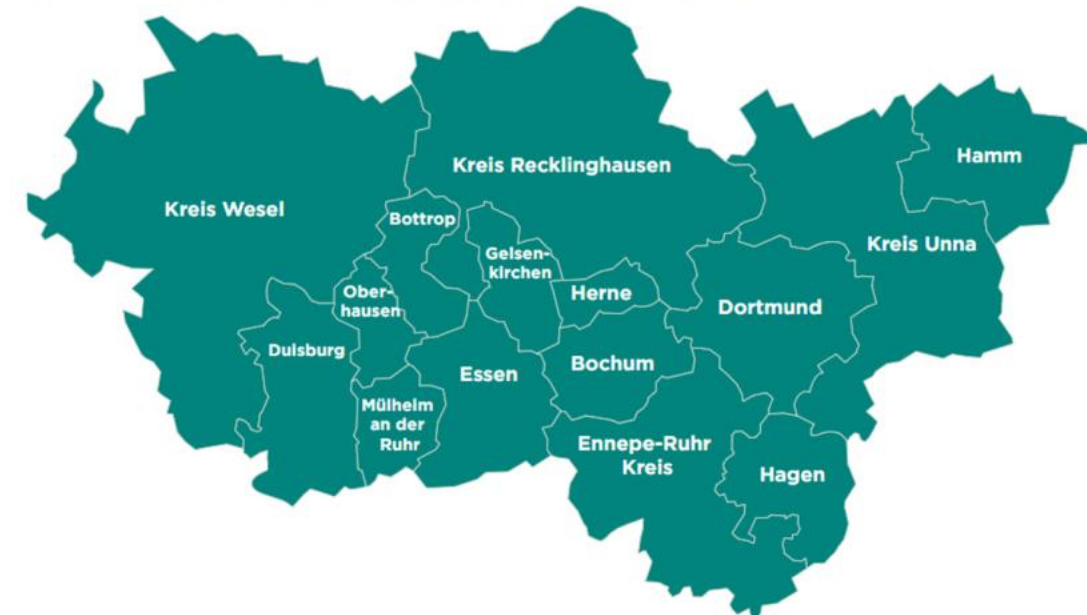 Hamm
Kreis Recklinghausen
Kreis Wesel
Bottrop
Kreis Unna
Gelsen-
kirchen
Ober-
hausen
Herne
Dortmund
Duisburg
Essen
Bochum
Mülheim
an der
Ruhr
Ennepe-Ruhr
Kreis
Hagen